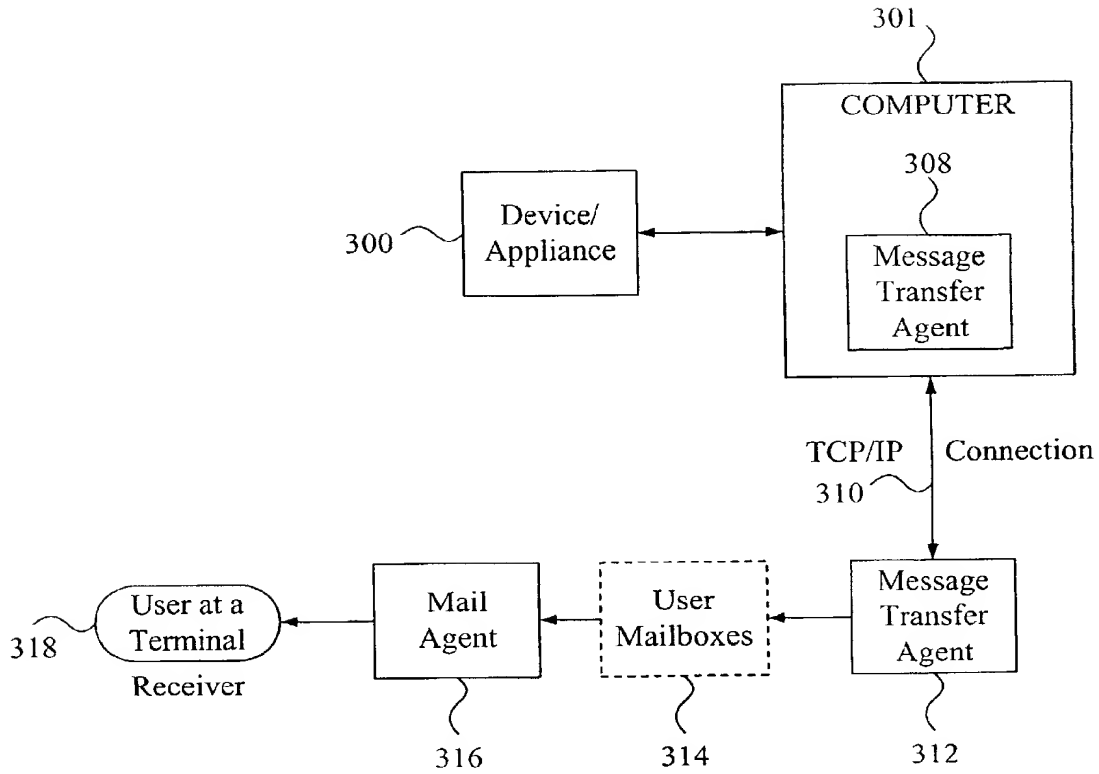 301
COMPUTER
308
Message
Transfer
Agent
Device/
Appliance
300
TCP/IP Connection
310
User at a
Terminal
Receiver
318
Mail
Agent
316
User
Mailboxes
314
Message
Transfer
Agent
312